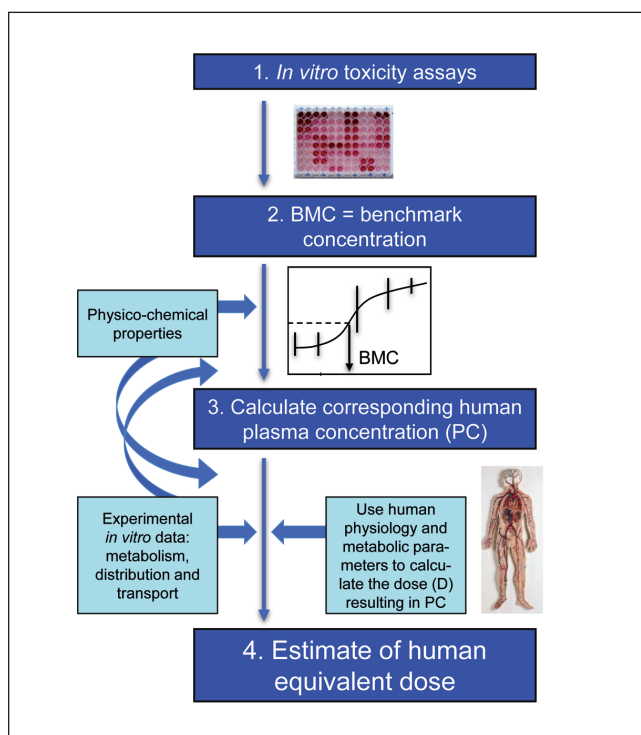 1. In vitro toxicity assays
2. BMC = benchmark
concentration
Physico-chemical
properties
BMC
3. Calculate corresponding human
plasma concentration (PC)
Experimental
in vitro data:
metabolism,
distribution and
transport
Use human
physiology and
metabolic para-
meters to calcu-
late the dose (D)
resulting in PC
4. Estimate of human
equivalent dose